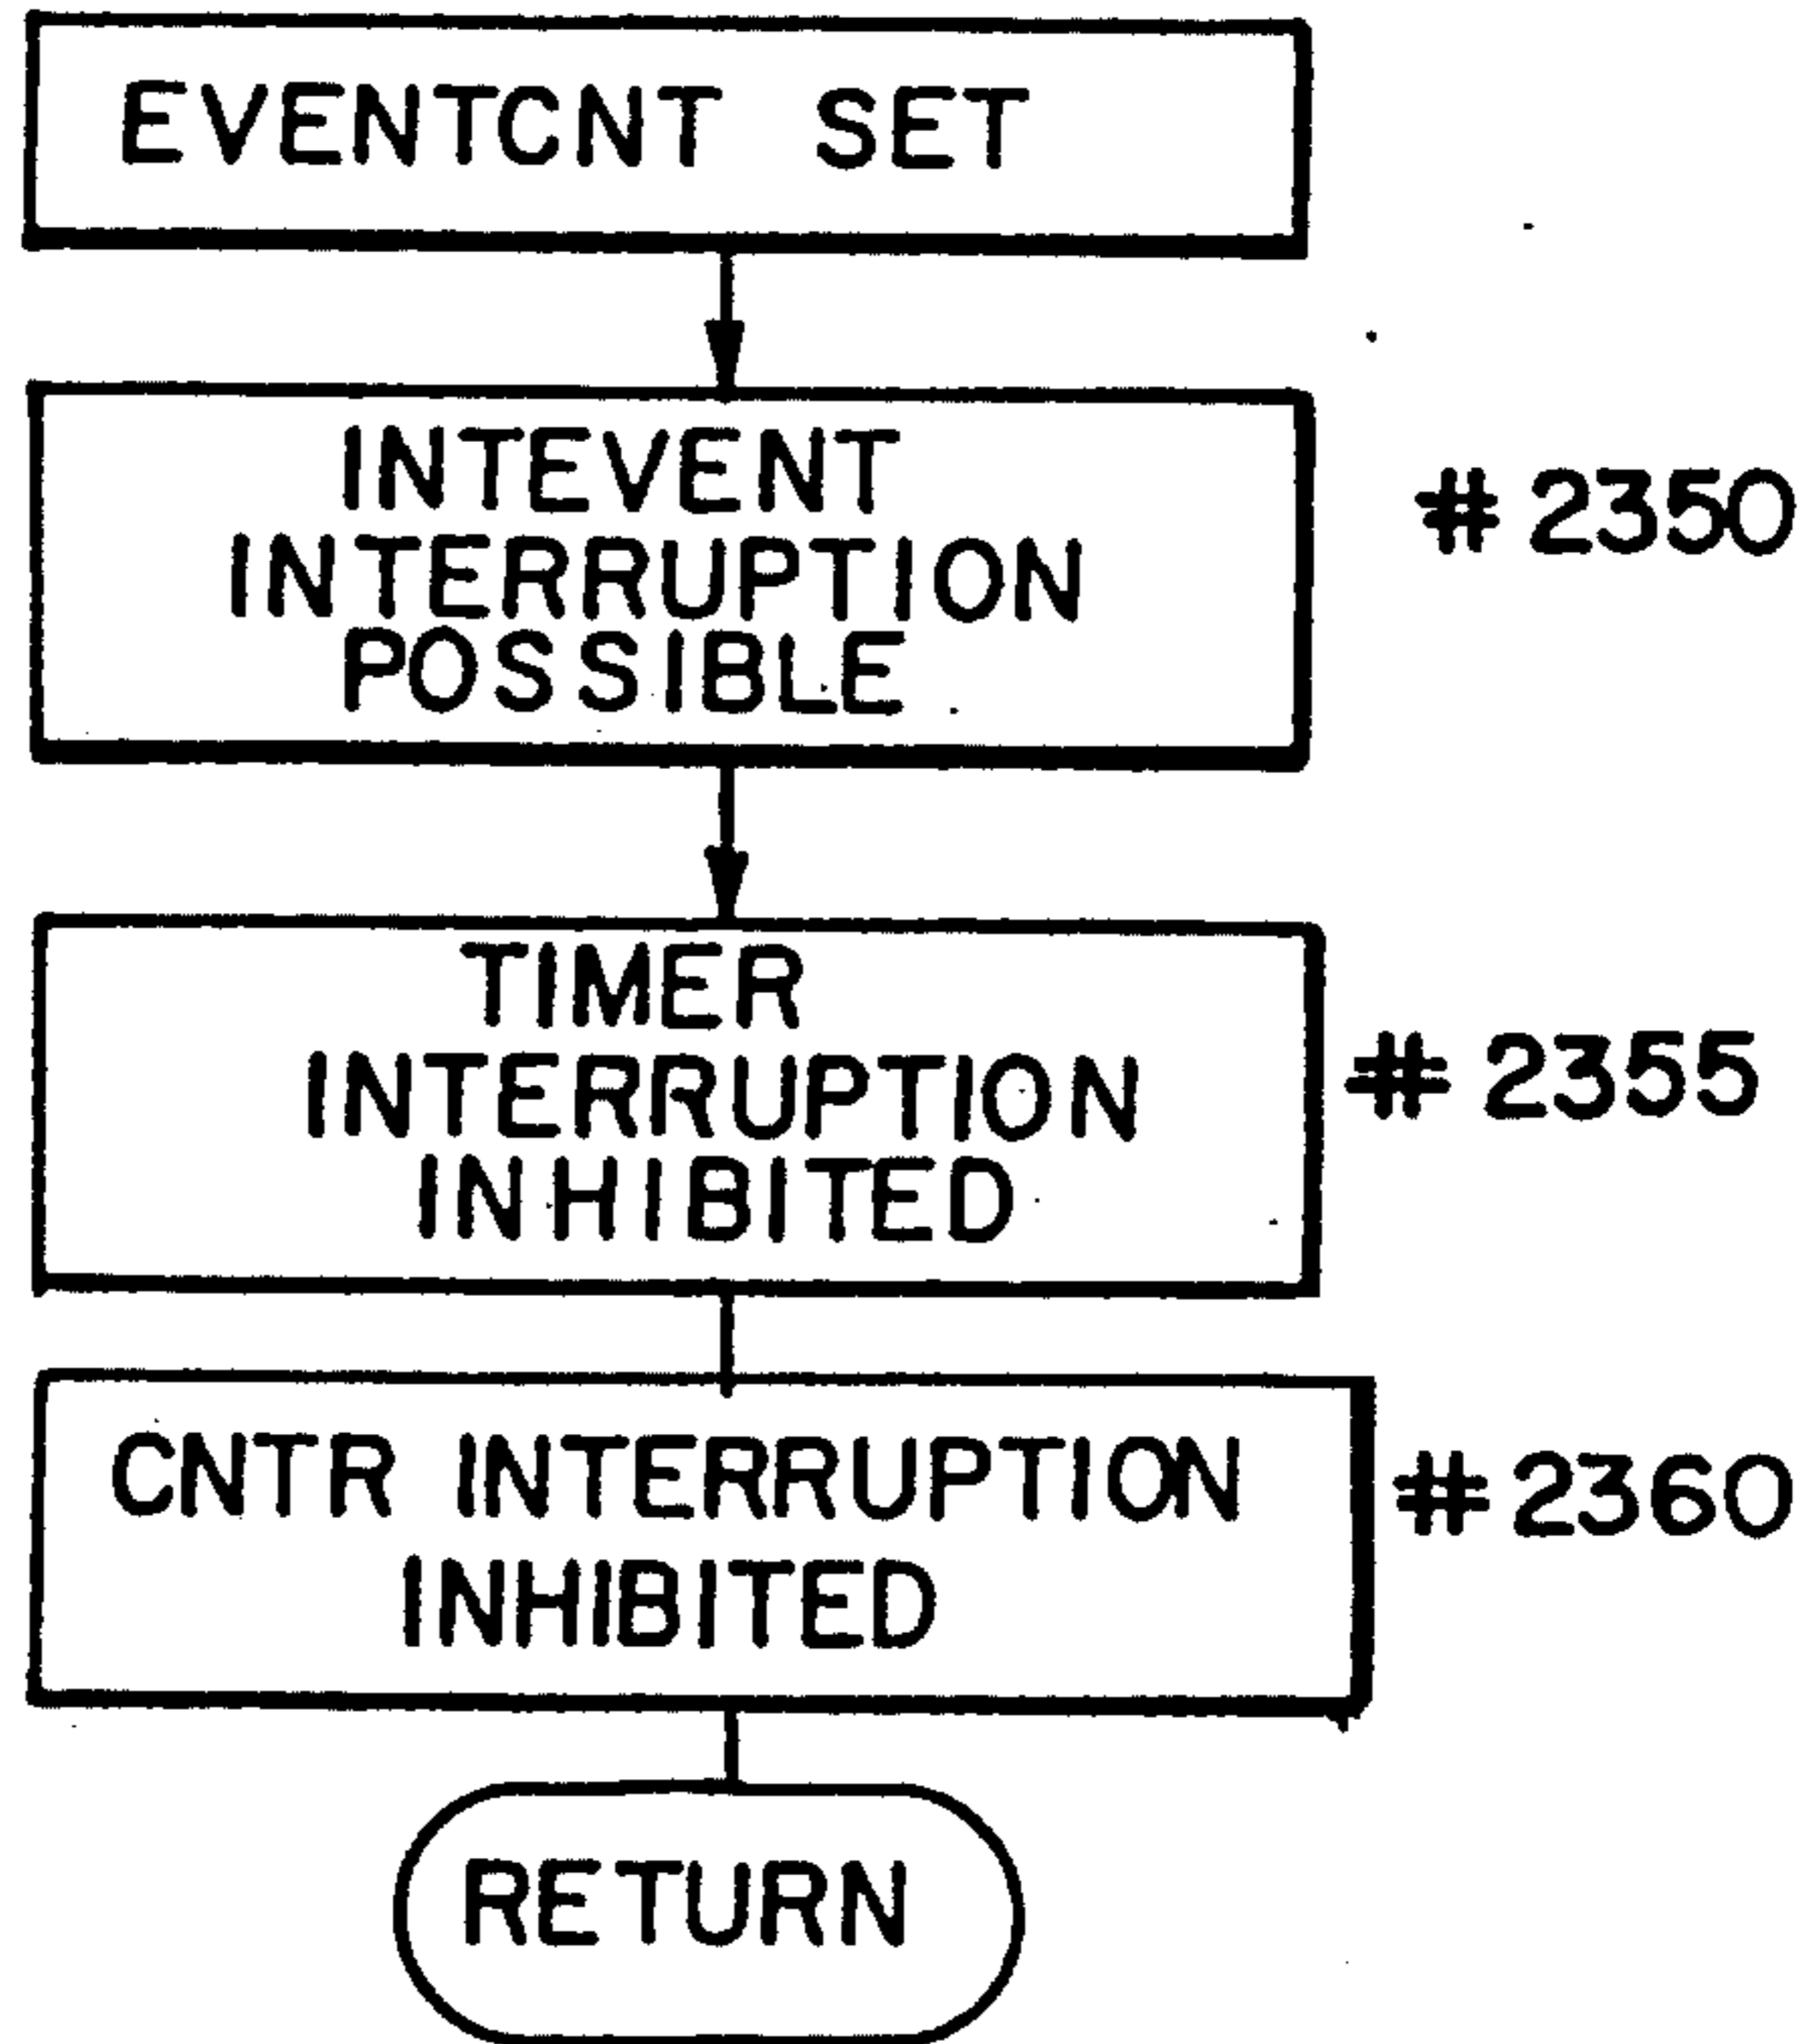 EVENTCNT SET
INTEVENT
INTERRUPTION
POSSIBLE
#2350
TIMER
INTERRUPTION
INHIBITED
#2355
CNTR INTERRUPTION
INHIBITED
#2360
RETURN